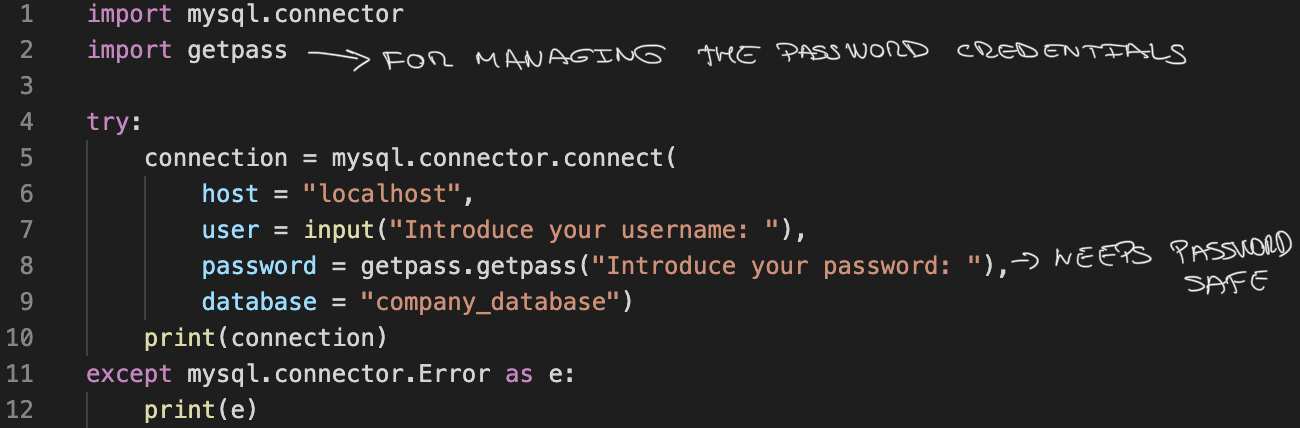 1 import mysql.connector
2 import getpass → FOR MANAGING THE PASSWORD CREDENTIALS
3
4 try:
5     connection = mysql.connector.connect(
6         host = "localhost",
7         user = input("Introduce your username: "),
8         password = getpass.getpass("Introduce your password: "), → KEEPS PASSWORD
SAFE
9         database = "company_database")
10     print(connection)
11 except mysql.connector.Error as e:
12     print(e)